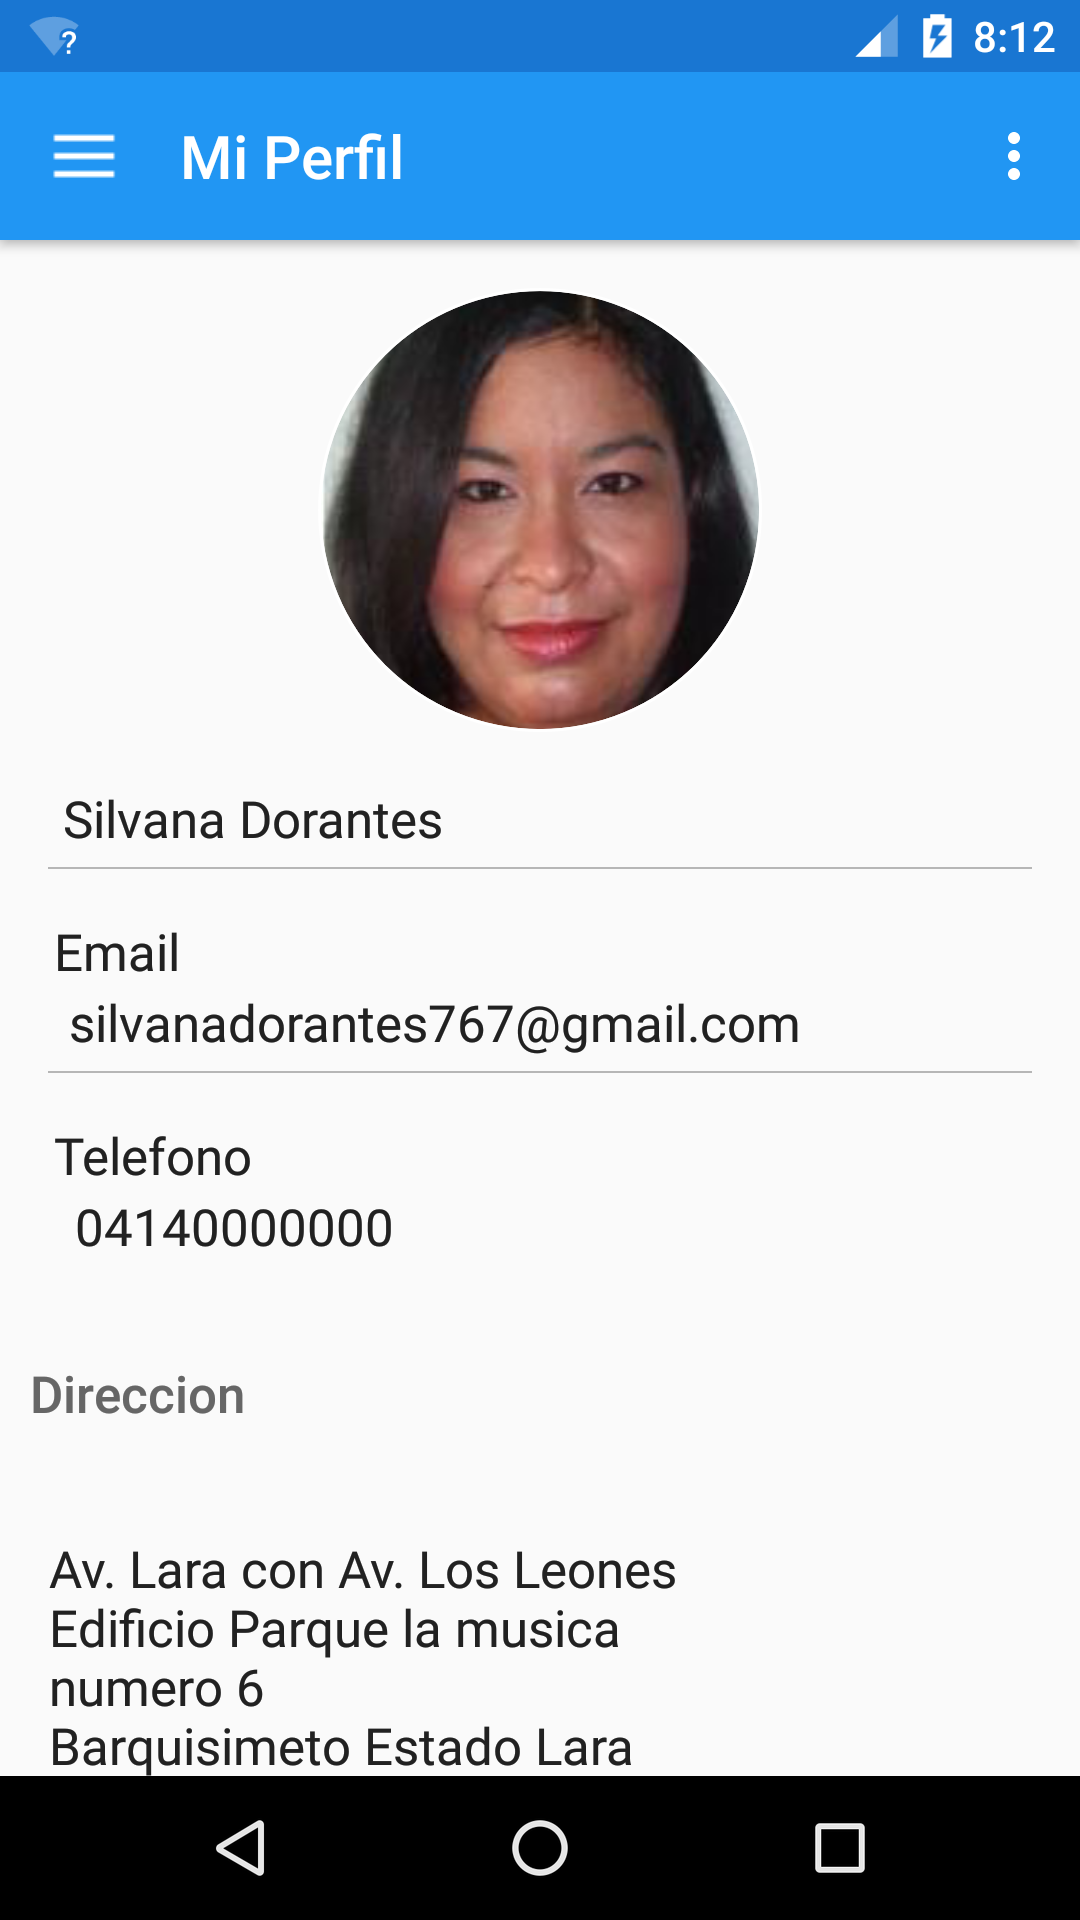 ?
8:12
Mi Perfil
Silvana Dorantes
Email
silvanadorantes767@gmail.com
Telefono
04140000000
Direccion
Av. Lara con Av. Los Leones
Edificio Parque la musica
numero 6
Barquisimeto Estado Lara